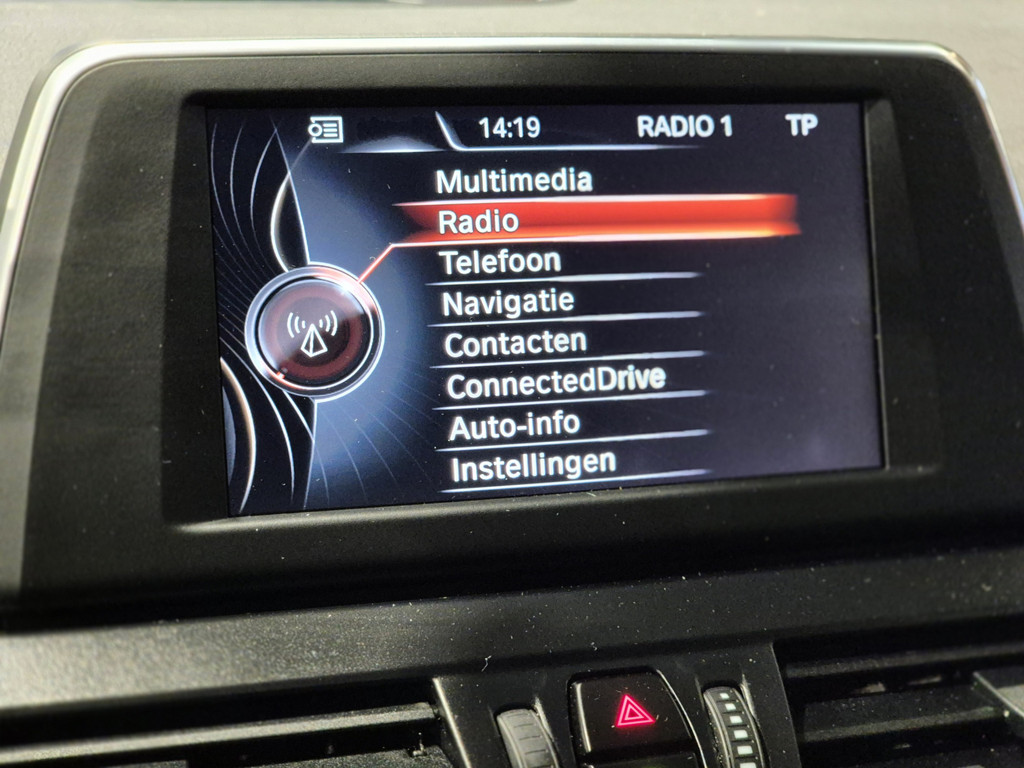 14:19 RADIO 1 TP
Multimedia
Radio
Telefoon
Navigatie
Contacten
ConnectedDrive
Auto-info
Instellingen